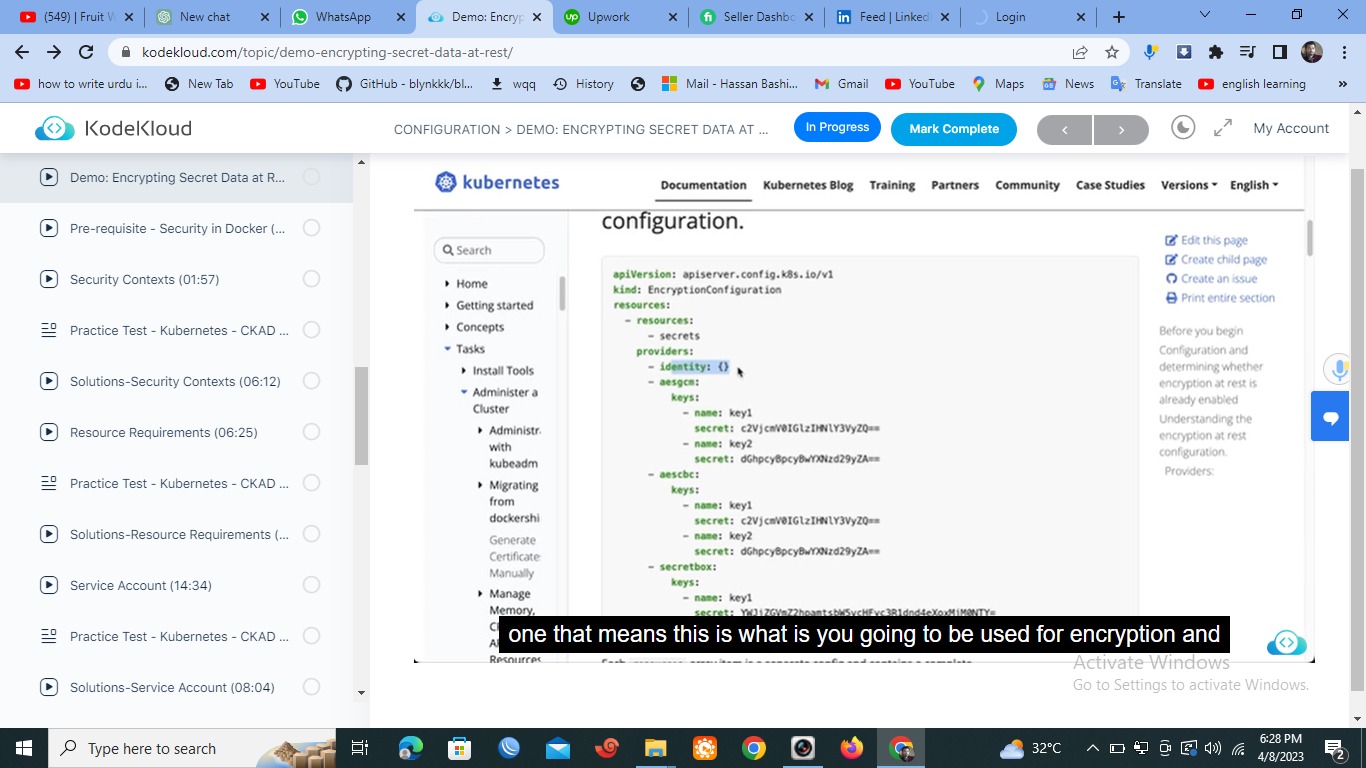 (549) | Fruit W
New chat
WhatsApp
Demo: Encryp
Upwork
Seller Dashbo
Feed | LinkedI
Login
kodekloud.com/topic/demo-encrypting-secret-data-at-rest/
how to write urdu i...
New Tab
YouTube
GitHub - blynkkk/bl...
wqq
History
Mail - Hassan Bashi...
Gmail
YouTube
Maps
News
Translate
english learning
»
KodeKloud
CONFIGURATION > DEMO: ENCRYPTING SECRET DATA AT ...
In Progress
Mark Complete
My Account
Demo: Encrypting Secret Data at R...
Pre-requisite - Security in Docker (...
Security Contexts (01:57)
Practice Test - Kubernetes - CKAD ...
Solutions-Security Contexts (06:12)
Resource Requirements (06:25)
Practice Test - Kubernetes - CKAD ...
Solutions-Resource Requirements (...
Service Account (14:34)
Practice Test - Kubernetes - CKAD ...
Solutions-Service Account (08:04)
kubernetes
Documentation
Kubernetes Blog
Training
Partners
Community
Case Studies
Versions
English
Search
Home
Getting started
Concepts
Tasks
Install Tools
Administer a
Cluster
Administr
with
kubeadm
Migrating
from
dockershi
Generate
Certificate
Manually
Manage
Memory,
Resources
configuration.
apiVersion: apiserver.config.k8s.io/v1
kind: EncryptionConfiguration
resources:
- resources:
- secrets
providers:
- identity: {}
- aesgcm:
keys:
- name: key1
secret: c2VjcmV0IGlzIHNlY3VyZQ==
- name: key2
secret: dGhpcyBpcyBwYXNzd29yZA==
- aescbc:
keys:
- name: key1
secret: c2VjcmV0IGlzIHNlY3VyZQ==
- name: key2
secret: dGhpcyBpcyBwYXNzd29yZA==
- secretbox:
keys:
- name: key1
secret: YWJjZGVmZ2hpamtsbW5vcHFyc3R1dnd4eXoxMjM0NTY=
Edit this page
Create child page
Create an issue
Print entire section
Before you begin
Configuration and
determining whether
encryption at rest is
already enabled
Understanding the
encryption at rest
configuration.
Providers:
one that means this is what is you going to be used for encryption and
Activate Windows
Go to Settings to activate Windows.
Type here to search
32°C
6:28 PM
4/8/2023
2